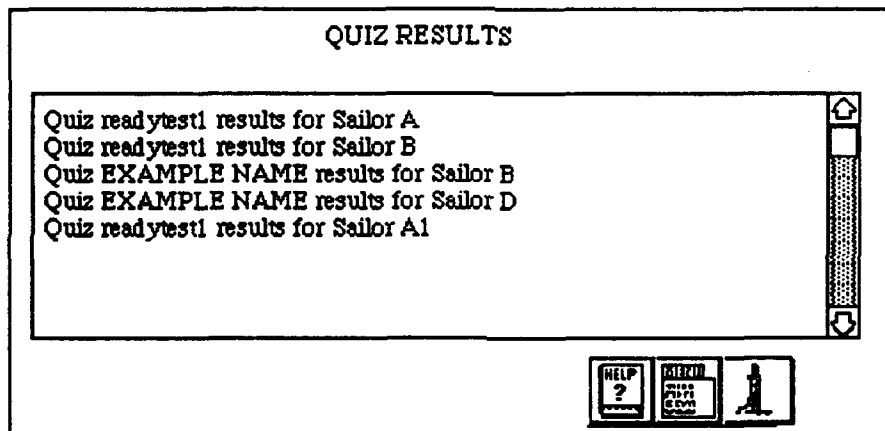 QUIZ RESULTS
Quiz readytest1 results for Sailor A
Quiz readytest1 results for Sailor B
Quiz EXAMPLE NAME results for Sailor B
Quiz EXAMPLE NAME results for Sailor D
Quiz readytest1 results for Sailor A1
HELP
?